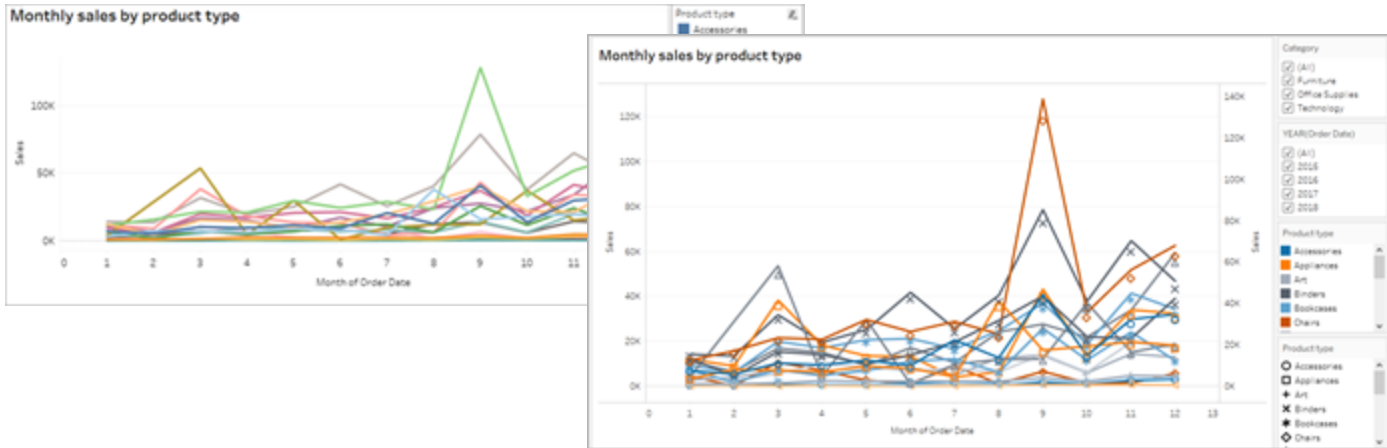 Monthly sales by product type
100K
50K
0K
Sales
0 1 2 3 4 5 6 7 8 9 10 11
Month of Order Date
Product type
Accessories
Monthly sales by product type
120K
100K
80K
60K
40K
20K
0K
Sales
140K
120K
100K
80K
60K
40K
20K
0K
Sales
0 1 2 3 4 5 6 7 8 9 10 11 12 13
Month of Order Date
Category
(All)
Furniture
Office Supplies
Technology
YEAR(Order Date)
(All)
2015
2016
2017
2018
Product type
Accessories
Appliances
Art
Binders
Bookcases
Chairs
Product type
Accessories
Appliances
Art
Binders
Bookcases
Chairs